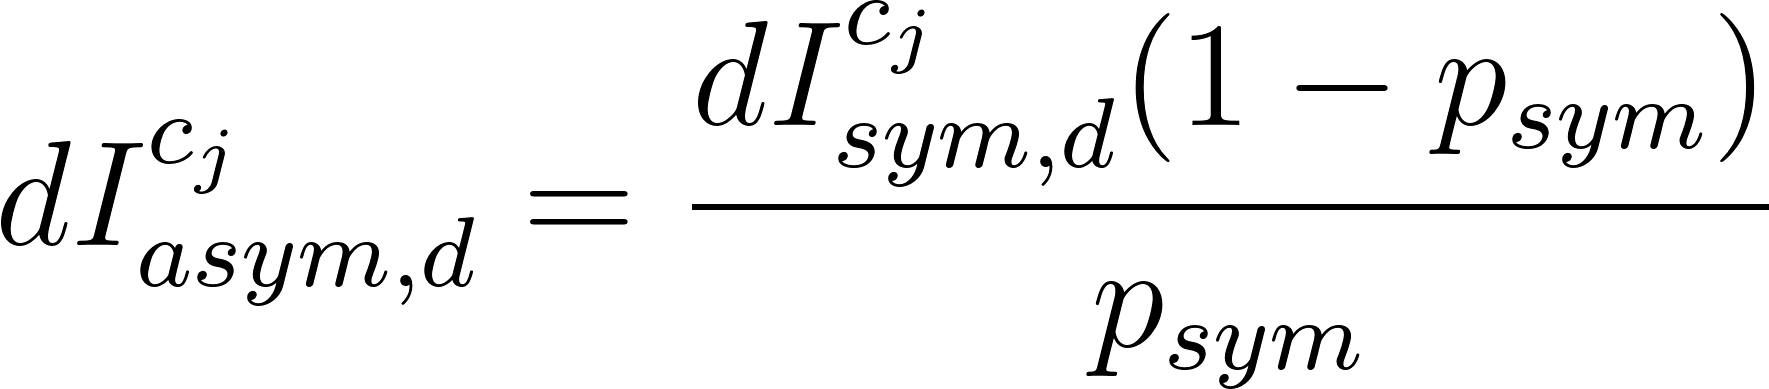 $dI^{c_j}_{asym,d} = \frac{dI^{c_j}_{sym,d}(1 - p_{sym})}{p_{sym}}$